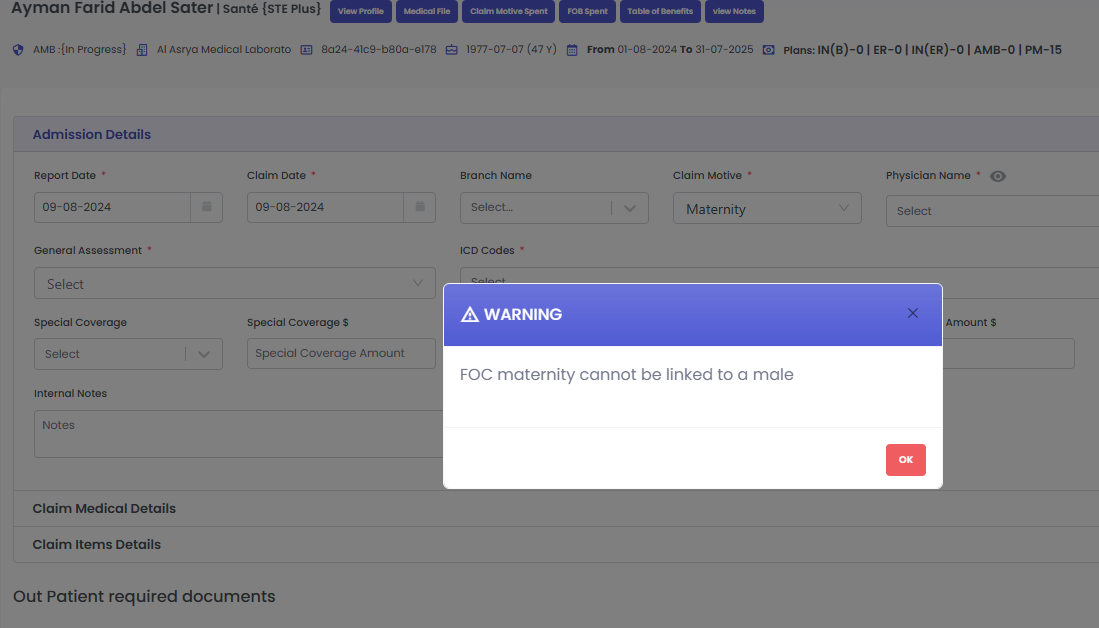 Ayman Farid Abdel Sater | Santé {STE Plus} View Profile Medical File Claim Motive Spent FOB Spent Table of Benefits view Notes
AMB :{In Progress} Al Asrya Medical Laborato 8a24-41c9-b80a-e178 1977-07-07 (47 Y) From 01-08-2024 To 31-07-2025 Plans: IN(B)-0 | ER-0 | IN(ER)-0 | AMB-0 | PM-15
Admission Details
Report Date * Claim Date * Branch Name Claim Motive * Physician Name *
09-08-2024 09-08-2024 Select... Maternity Select
General Assessment * ICD Codes *
Select Select
Special Coverage Special Coverage $ Amount $
Select Special Coverage Amount
Internal Notes
Notes
WARNING
FOC maternity cannot be linked to a male
OK
Claim Medical Details
Claim Items Details
Out Patient required documents